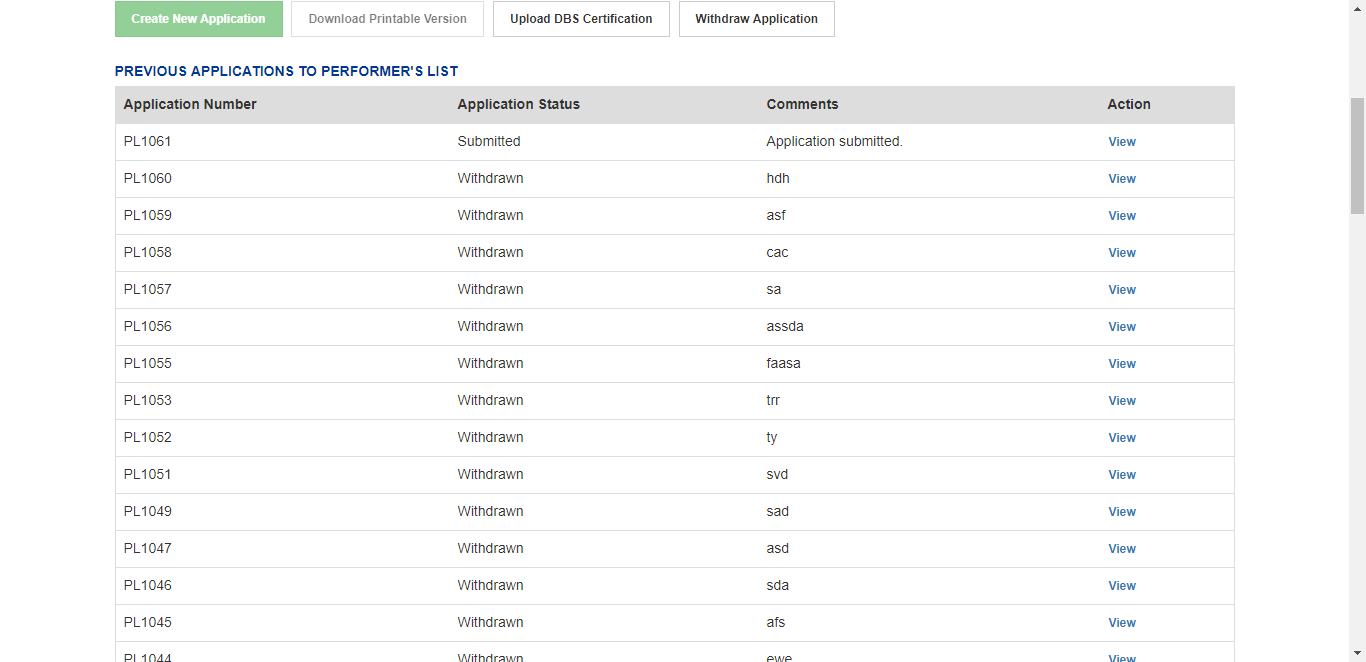 Create New Application Download Printable Version Upload DBS Certification Withdraw Application
PREVIOUS APPLICATIONS TO PERFORMER'S LIST
Application Number Application Status Comments Action
PL1061 Submitted Application submitted. View
PL1060 Withdrawn hdh View
PL1059 Withdrawn asf View
PL1058 Withdrawn cac View
PL1057 Withdrawn sa View
PL1056 Withdrawn assda View
PL1055 Withdrawn faasa View
PL1053 Withdrawn trr View
PL1052 Withdrawn ty View
PL1051 Withdrawn svd View
PL1049 Withdrawn sad View
PL1047 Withdrawn asd View
PL1046 Withdrawn sda View
PL1045 Withdrawn afs View
PL1044 Withdrawn ewe View